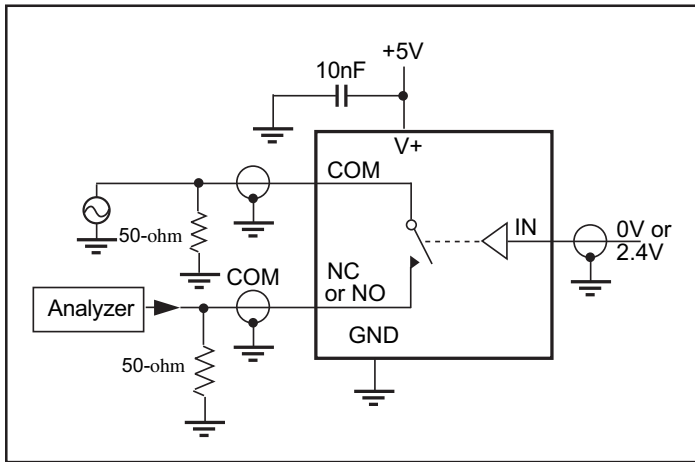 +5V
10nF
V+
COM
IN
0V or
2.4V
50-ohm
COM
NC
or NO
Analyzer
GND
50-ohm